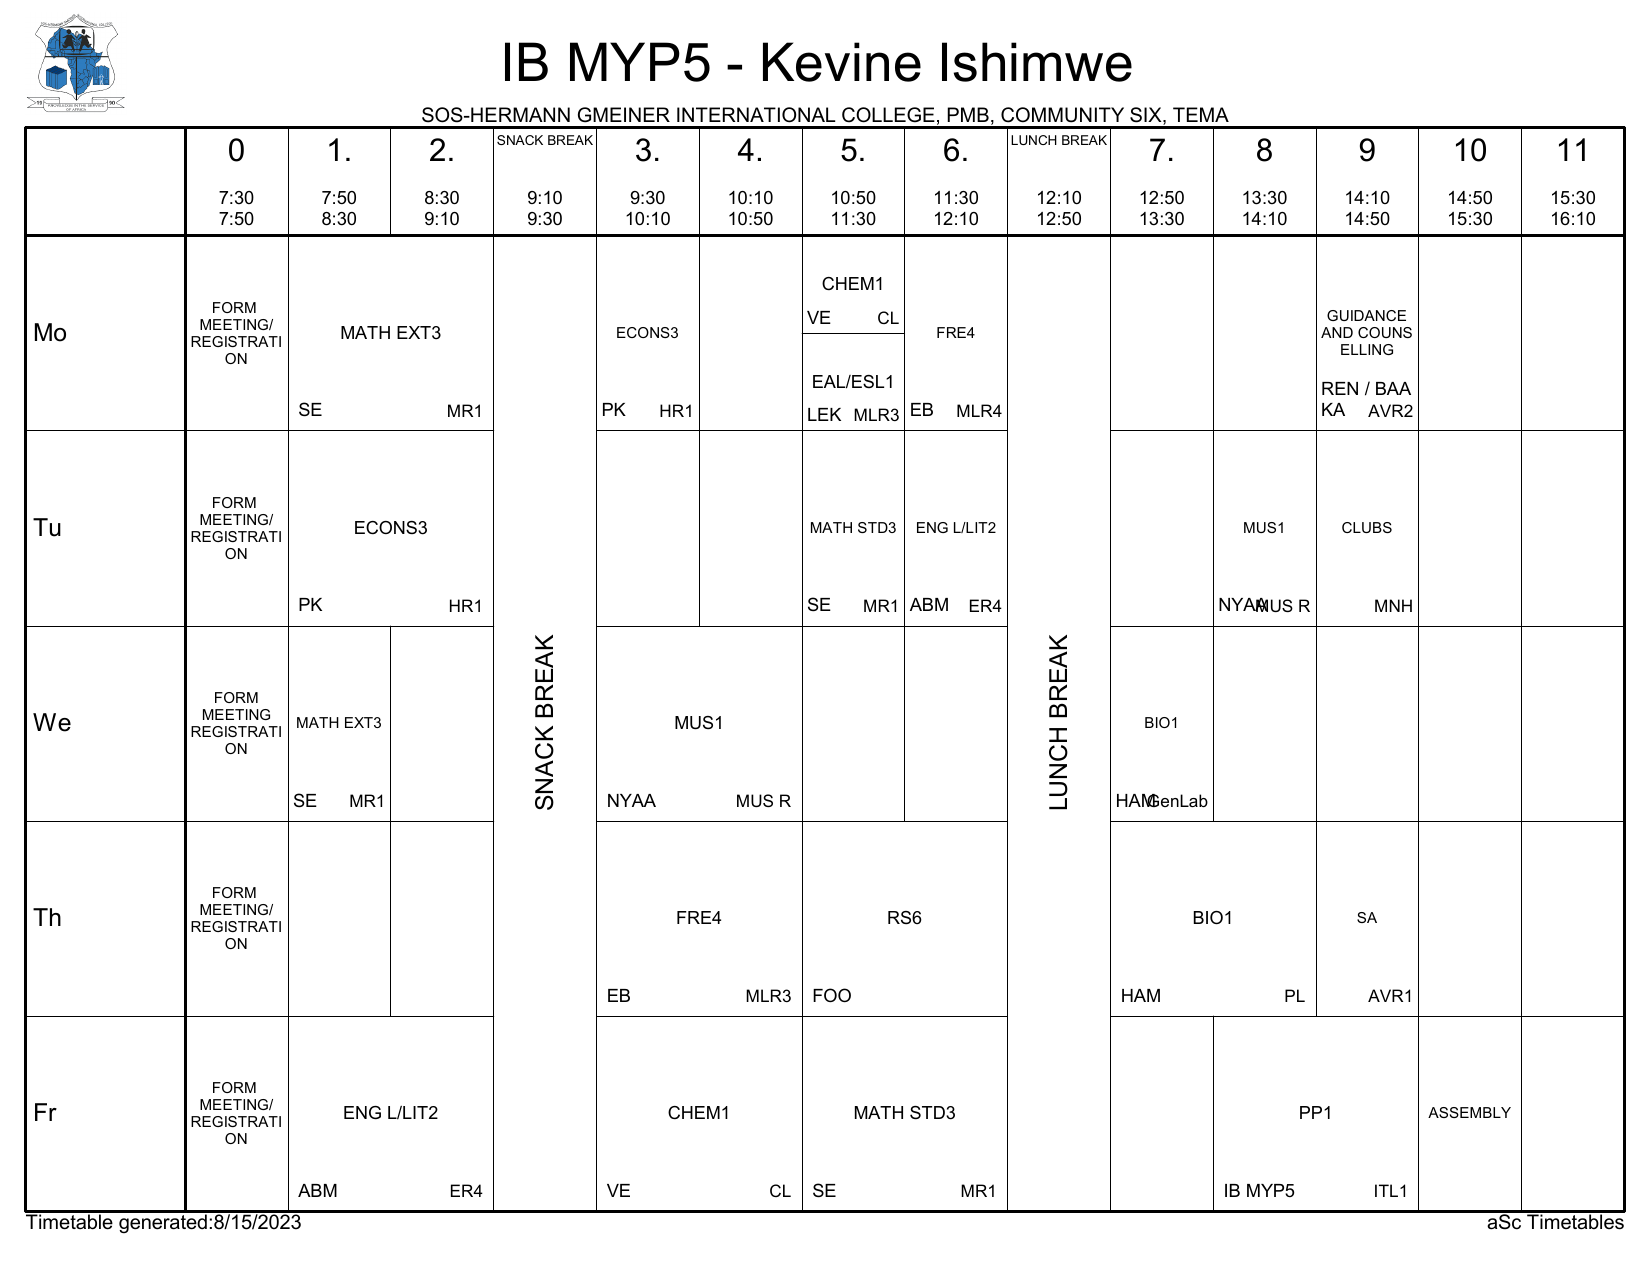 IB MYP5 - Kevine Ishimwe
SOS-HERMANN GMEINER INTERNATIONAL COLLEGE, PMB, COMMUNITY SIX, TEMA
0 1. 2. SNACK BREAK 3. 4. 5. 6. LUNCH BREAK 7. 8 9 10 11
7:30 7:50 8:30 9:10 9:30 10:10 10:50 11:30 12:10 12:50 13:30 14:10 14:50 15:30
7:50 8:30 9:10 9:30 10:10 10:50 11:30 12:10 12:50 13:30 14:10 14:50 15:30 16:10
Mo
FORM
MEETING/
REGISTRATI
ON
MATH EXT3
SE MR1
ECONS3
PK HR1
CHEM1
VE CL
EAL/ESL1
LEK MLR3
FRE4
EB MLR4
GUIDANCE
AND COUNS
ELLING
REN / BAA
KA AVR2
Tu
FORM
MEETING/
REGISTRATI
ON
ECONS3
PK HR1
MATH STD3
SE MR1
ENG L/LIT2
ABM ER4
MUS1
NYAA MUS R
CLUBS
MNH
SNACK BREAK
LUNCH BREAK
We
FORM
MEETING
REGISTRATI
ON
MATH EXT3
SE MR1
MUS1
NYAA MUS R
BIO1
HAM GenLab
Th
FORM
MEETING/
REGISTRATI
ON
FRE4
EB MLR3
RS6
FOO
BIO1
HAM PL
SA
AVR1
Fr
FORM
MEETING/
REGISTRATI
ON
ENG L/LIT2
ABM ER4
CHEM1
VE CL
MATH STD3
SE MR1
PP1
IB MYP5 ITL1
ASSEMBLY
Timetable generated:8/15/2023 aSc Timetables